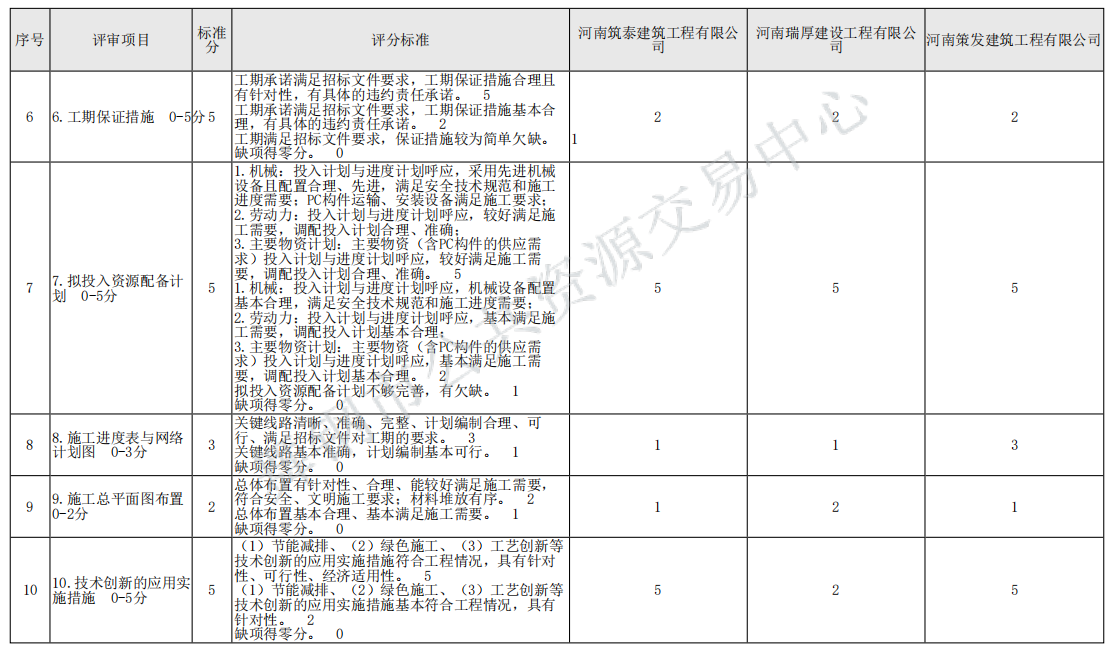 序号
评审项目
标准
分
评分标准
河南筑泰建筑工程有限公
司
河南瑞厚建设工程有限公
司
河南策发建筑工程有限公司
6
6.工期保证措施 0-5分
5
工期承诺满足招标文件要求，工期保证措施合理且
有针对性，有具体的违约责任承诺。 5
工期承诺满足招标文件要求，工期保证措施基本合
理，有具体的违约责任承诺。 2
工期满足招标文件要求，保证措施较为简单欠缺。 1
缺项得零分。 0
2
2
2
7
7.拟投入资源配备计
划 0-5分
5
1.机械：投入计划与进度计划呼应，采用先进机械
设备且配置合理、先进，满足安全技术规范和施工
进度需要；PC构件运输、安装设备满足施工要求；
2.劳动力：投入计划与进度计划呼应，较好满足施
工需要，调配投入计划合理、准确；
3.主要物资计划：主要物资（含PC构件的供应需
求）投入计划与进度计划呼应，较好满足施工需
要，调配投入计划合理、准确。 5
1.机械：投入计划与进度计划呼应，机械设备配置
基本合理，满足安全技术规范和施工进度需要；
2.劳动力：投入计划与进度计划呼应，基本满足施
工需要，调配投入计划基本合理；
3.主要物资计划：主要物资（含PC构件的供应需
求）投入计划与进度计划呼应，基本满足施工需
要，调配投入计划基本合理。 2
拟投入资源配备计划不够完善，有欠缺。 1
缺项得零分。 0
5
5
5
8
8.施工进度表与网络
计划图 0-3分
3
关键线路清晰、准确、完整、计划编制合理、可
行、满足招标文件对工期的要求。 3
关键线路基本准确，计划编制基本可行。 1
缺项得零分。 0
1
1
3
9
9.施工总平面图布置
0-2分
2
总体布置有针对性、合理、能较好满足施工需要，
符合安全、文明施工要求；材料堆放有序。 2
总体布置基本合理、基本满足施工需要。 1
缺项得零分。 0
1
2
1
10
10.技术创新的应用实
施措施 0-5分
5
（1）节能减排、（2）绿色施工、（3）工艺创新等
技术创新的应用实施措施符合工程情况，具有针对
性、可行性、经济适用性。 5
（1）节能减排、（2）绿色施工、（3）工艺创新等
技术创新的应用实施措施基本符合工程情况，具有
针对性。 2
缺项得零分。 0
5
2
5
市公共资源交易中心